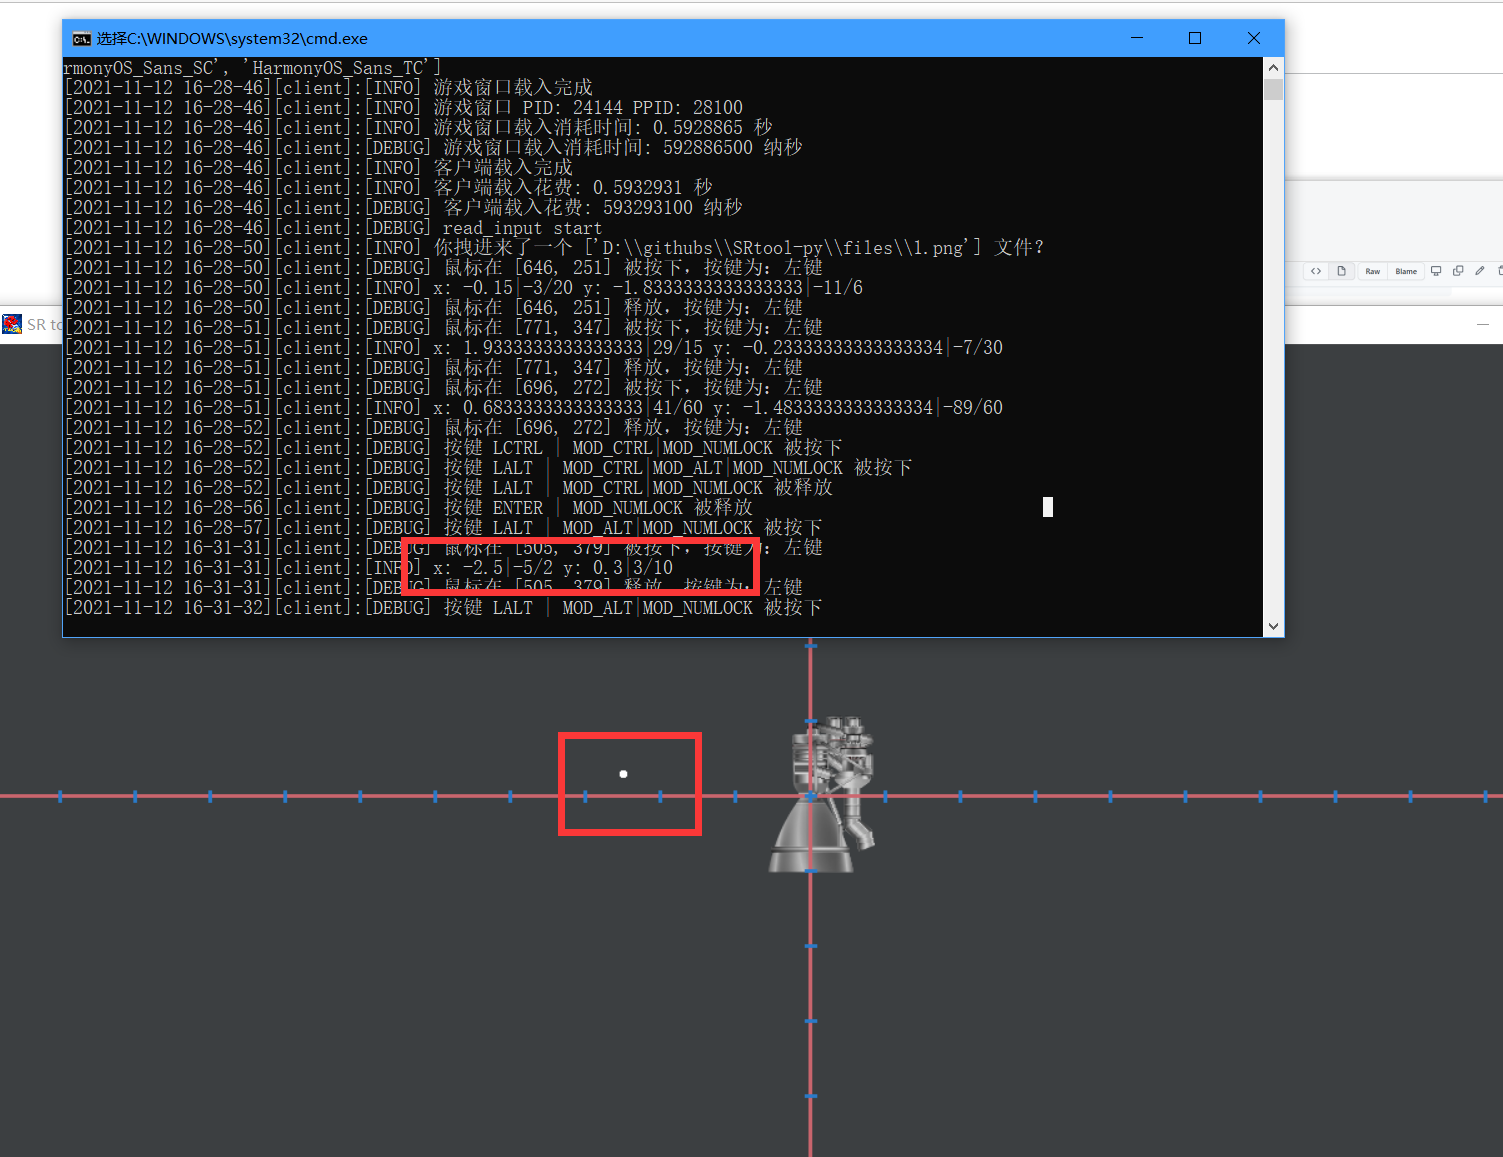 选择C:\WINDOWS\system32\cmd.exe
rmonyOS_Sans_SC', 'HarmonyOS_Sans_TC']
[2021-11-12 16-28-46][client]:[INFO] 游戏窗口载入完成
[2021-11-12 16-28-46][client]:[INFO] 游戏窗口 PID: 24144 PPID: 28100
[2021-11-12 16-28-46][client]:[INFO] 游戏窗口载入消耗时间: 0.5928865 秒
[2021-11-12 16-28-46][client]:[DEBUG] 游戏窗口载入消耗时间: 592886500 纳秒
[2021-11-12 16-28-46][client]:[INFO] 客户端载入完成
[2021-11-12 16-28-46][client]:[INFO] 客户端载入花费: 0.5932931 秒
[2021-11-12 16-28-46][client]:[DEBUG] 客户端载入花费: 593293100 纳秒
[2021-11-12 16-28-46][client]:[DEBUG] read_input start
[2021-11-12 16-28-50][client]:[INFO] 你拽进来了一个 ['D:\\githubs\\SRtool-py\\files\\1.png'] 文件?
[2021-11-12 16-28-50][client]:[DEBUG] 鼠标在 [646, 251] 被按下，按键为: 左键
[2021-11-12 16-28-50][client]:[INFO] x: -0.15|-3/20 y: -1.8333333333333333|-11/6
[2021-11-12 16-28-50][client]:[DEBUG] 鼠标在 [646, 251] 释放，按键为: 左键
[2021-11-12 16-28-51][client]:[DEBUG] 鼠标在 [771, 347] 被按下，按键为: 左键
[2021-11-12 16-28-51][client]:[INFO] x: 1.9333333333333333|29/15 y: -0.23333333333333334|-7/30
[2021-11-12 16-28-51][client]:[DEBUG] 鼠标在 [771, 347] 释放，按键为: 左键
[2021-11-12 16-28-51][client]:[DEBUG] 鼠标在 [696, 272] 被按下，按键为: 左键
[2021-11-12 16-28-51][client]:[INFO] x: 0.6833333333333333|41/60 y: -1.4833333333333334|-89/60
[2021-11-12 16-28-52][client]:[DEBUG] 鼠标在 [696, 272] 释放，按键为: 左键
[2021-11-12 16-28-52][client]:[DEBUG] 按键 LCTRL | MOD_CTRL|MOD_NUMLOCK 被按下
[2021-11-12 16-28-52][client]:[DEBUG] 按键 LALT | MOD_CTRL|MOD_ALT|MOD_NUMLOCK 被按下
[2021-11-12 16-28-52][client]:[DEBUG] 按键 LALT | MOD_CTRL|MOD_NUMLOCK 被释放
[2021-11-12 16-28-56][client]:[DEBUG] 按键 ENTER | MOD_NUMLOCK 被释放
[2021-11-12 16-28-57][client]:[DEBUG] 按键 LALT | MOD_ALT|MOD_NUMLOCK 被按下
[2021-11-12 16-31-31][client]:[DEBUG] 鼠标在 [505, 379] 被按下，按键为: 左键
[2021-11-12 16-31-31][client]:[INFO] x: -2.5|-5/2 y: 0.3|3/10
[2021-11-12 16-31-31][client]:[DEBUG] 鼠标在 [505, 379] 释放，按键为: 左键
[2021-11-12 16-31-32][client]:[DEBUG] 按键 LALT | MOD_ALT|MOD_NUMLOCK 被按下
Raw Blame
SR to